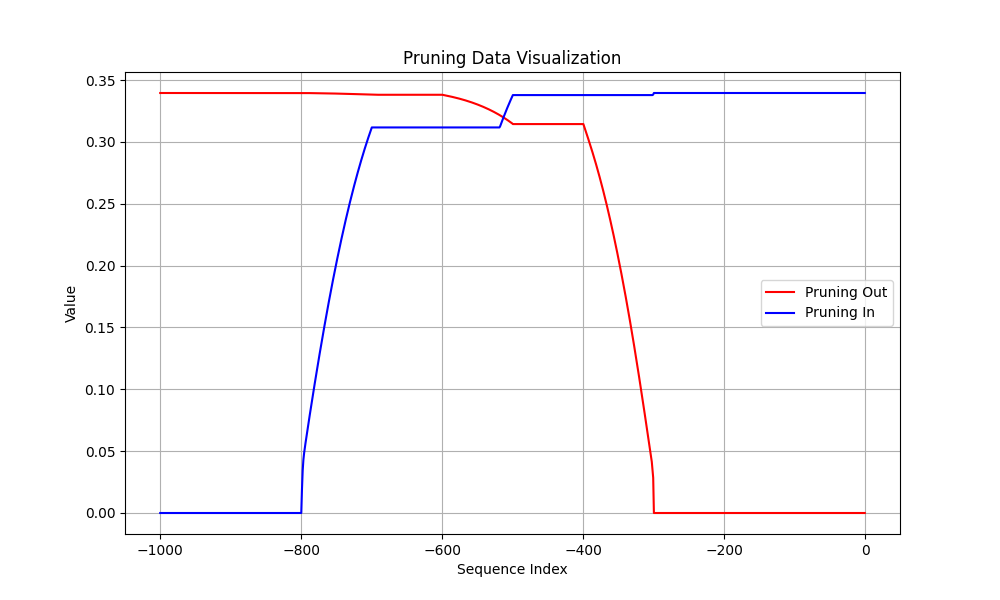 Pruning Data Visualization
0.35
0.30
0.25
0.20
0.15
0.10
0.05
0.00
Value
Pruning Out
Pruning In
−1000
−800
−600
−400
−200
0
Sequence Index